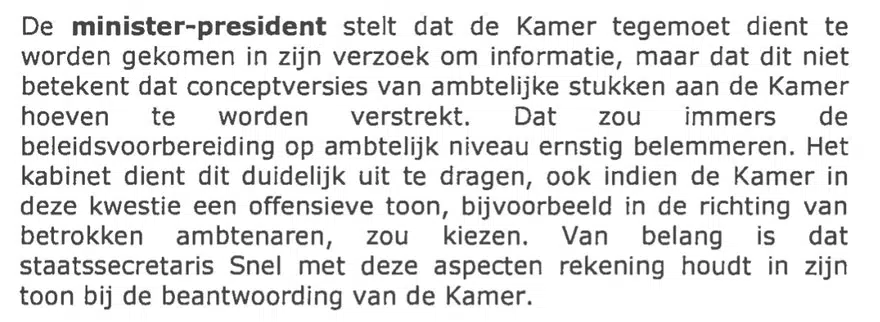 De minister-president stelt dat de Kamer tegemoet dient te
worden gekomen in zijn verzoek om informatie, maar dat dit niet
betekent dat conceptversies van ambtelijke stukken aan de Kamer
hoeven te worden verstrekt. Dat zou immers de
beleidsvoorbereiding op ambtelijk niveau ernstig belemmeren. Het
kabinet dient dit duidelijk uit te dragen, ook indien de Kamer in
deze kwestie een offensieve toon, bijvoorbeeld in de richting van
betrokken ambtenaren, zou kiezen. Van belang is dat
staatssecretaris Snel met deze aspecten rekening houdt in zijn
toon bij de beantwoording van de Kamer.